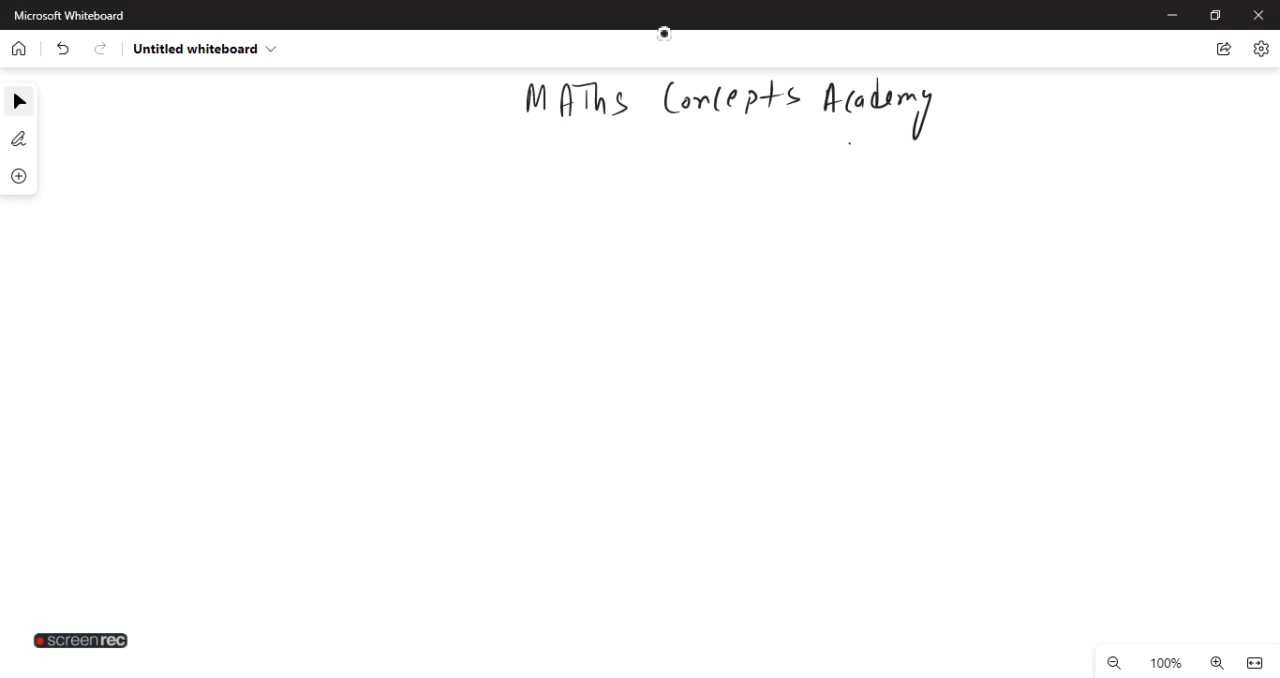 Microsoft Whiteboard
Untitled whiteboard
MAThs Concepts Academy
screenrec
100%